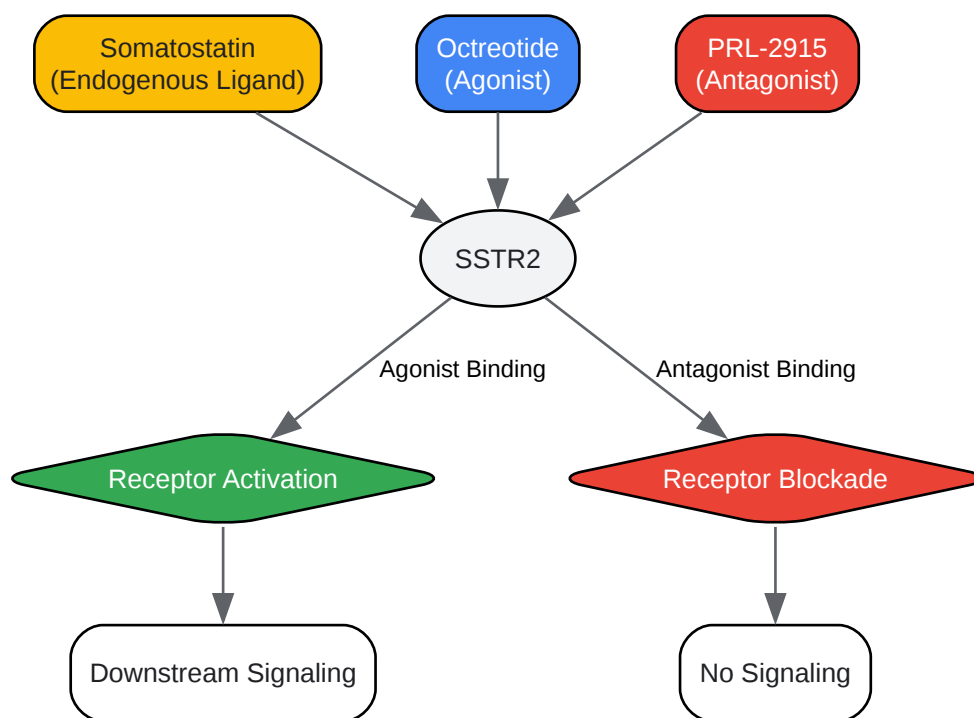 Somatostatin
(Endogenous Ligand)
Octreotide
(Agonist)
PRL-2915
(Antagonist)
SSTR2
Agonist Binding
Antagonist Binding
Receptor Activation
Receptor Blockade
Downstream Signaling
No Signaling